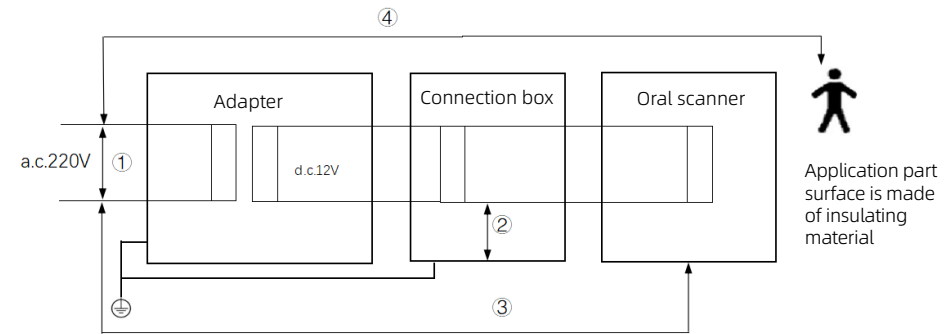 ④
Adapter
Connection box
Oral scanner
a.c.220V
①
d.c.12V
②
Application part
surface is made
of insulating
material
③